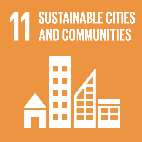 11 SUSTAINABLE CITIES
AND COMMUNITIES